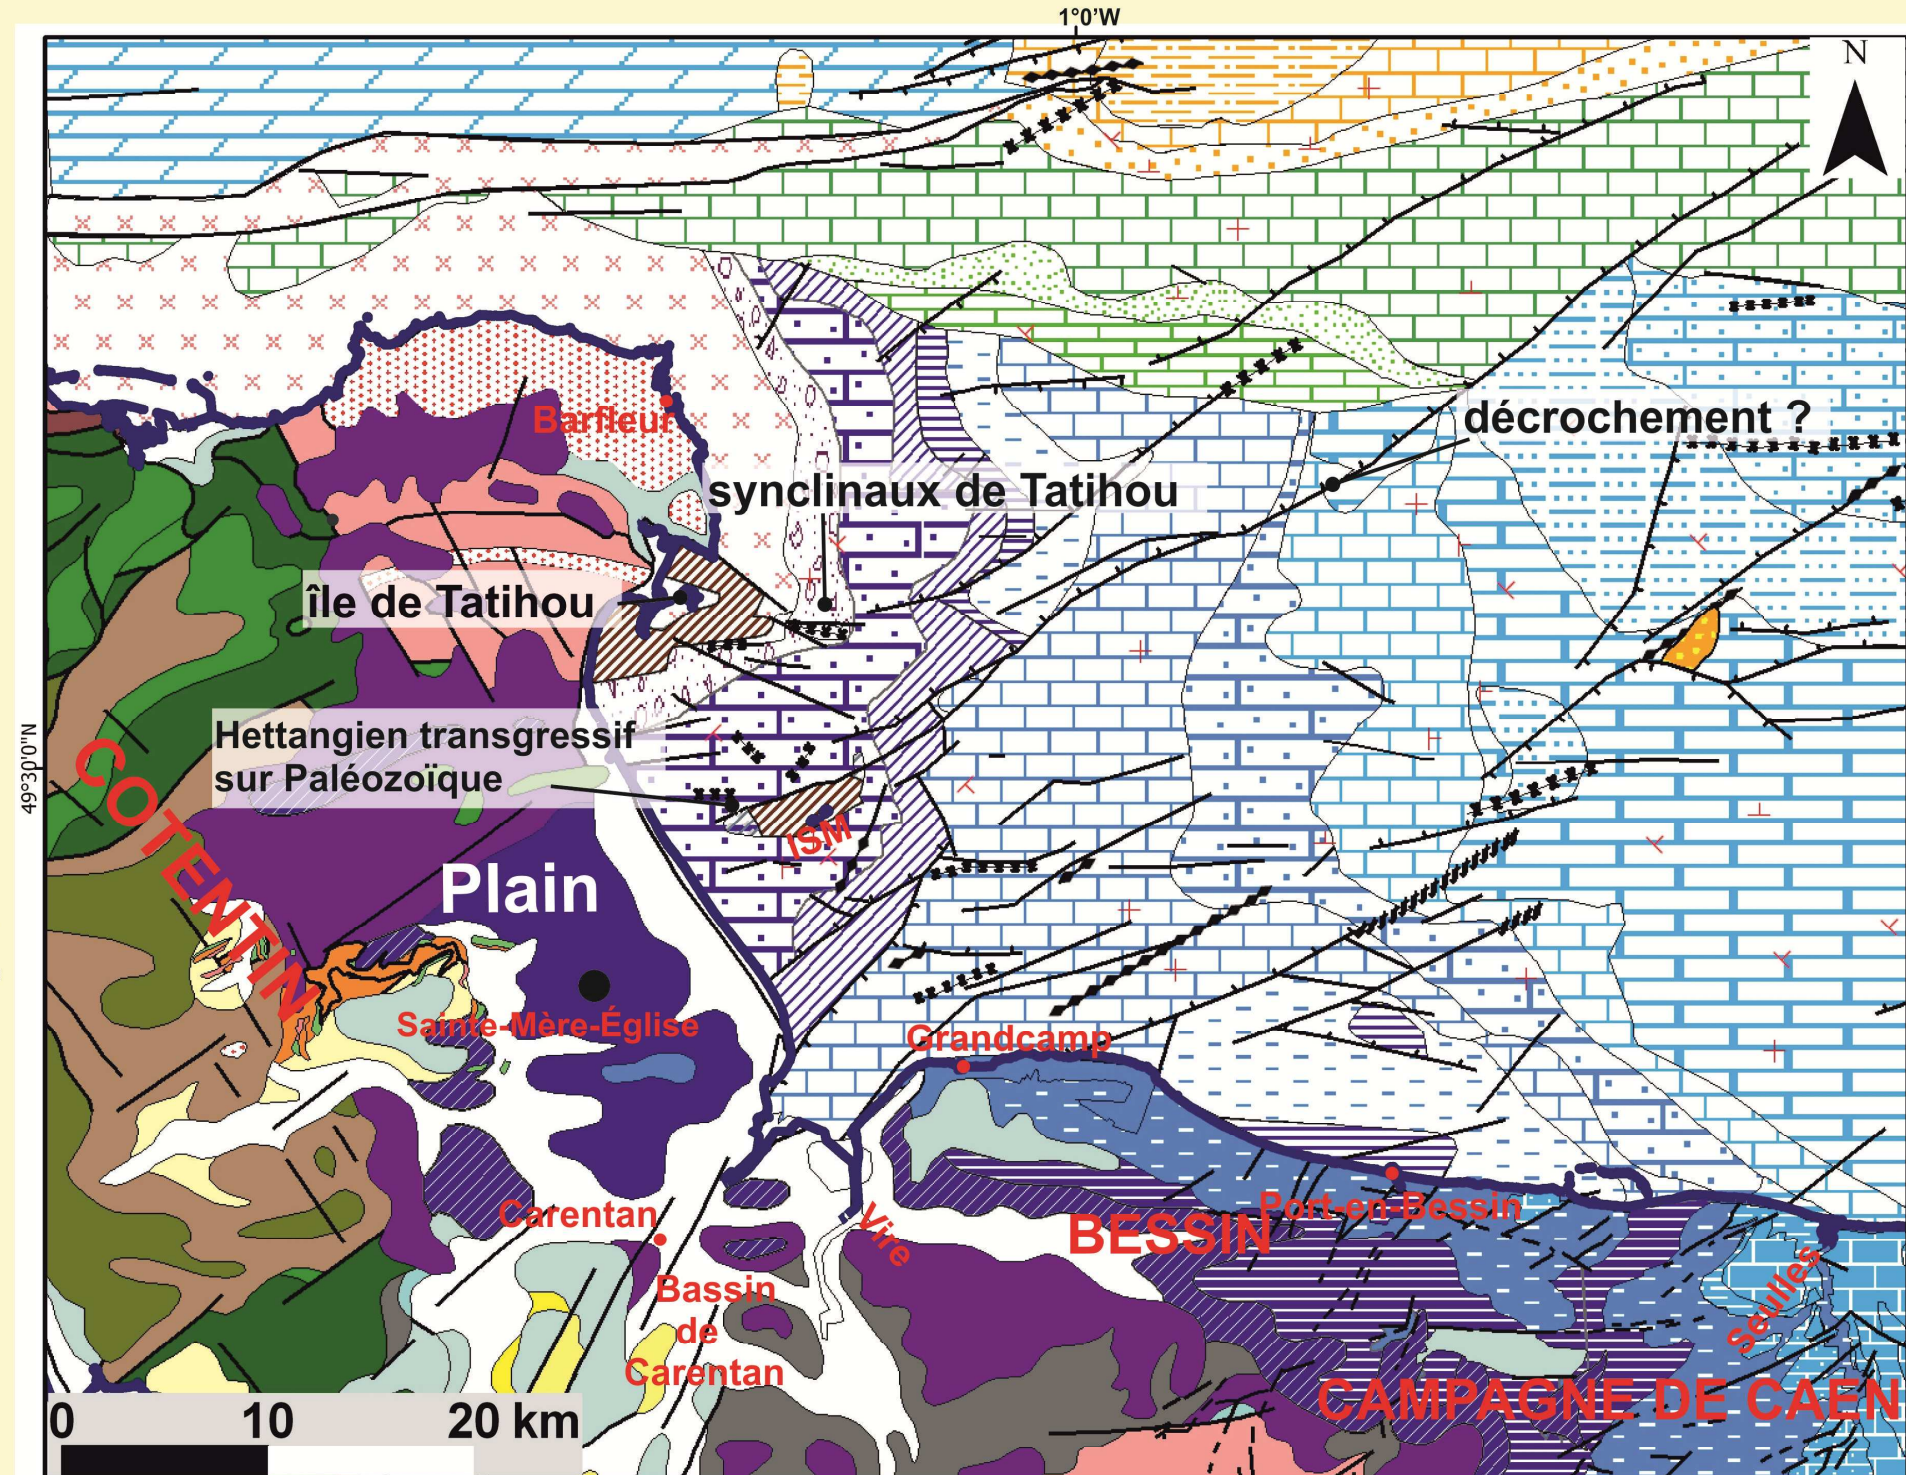 1°0’W
N
Barfleur
décrochement ?
synclinaux de Tatihou
île de Tatihou
Hettangien transgressif
sur Paléozoïque
49°30'0"N
COTENTIN
ISM
Plain
Sainte-Mère-Église
Grandcamp
Carentan
Vire
Port-en-Bessin
BESSIN
Bassin
de
Carentan
Seulles
CAMPAGNE DE CAEN
0 10 20 km